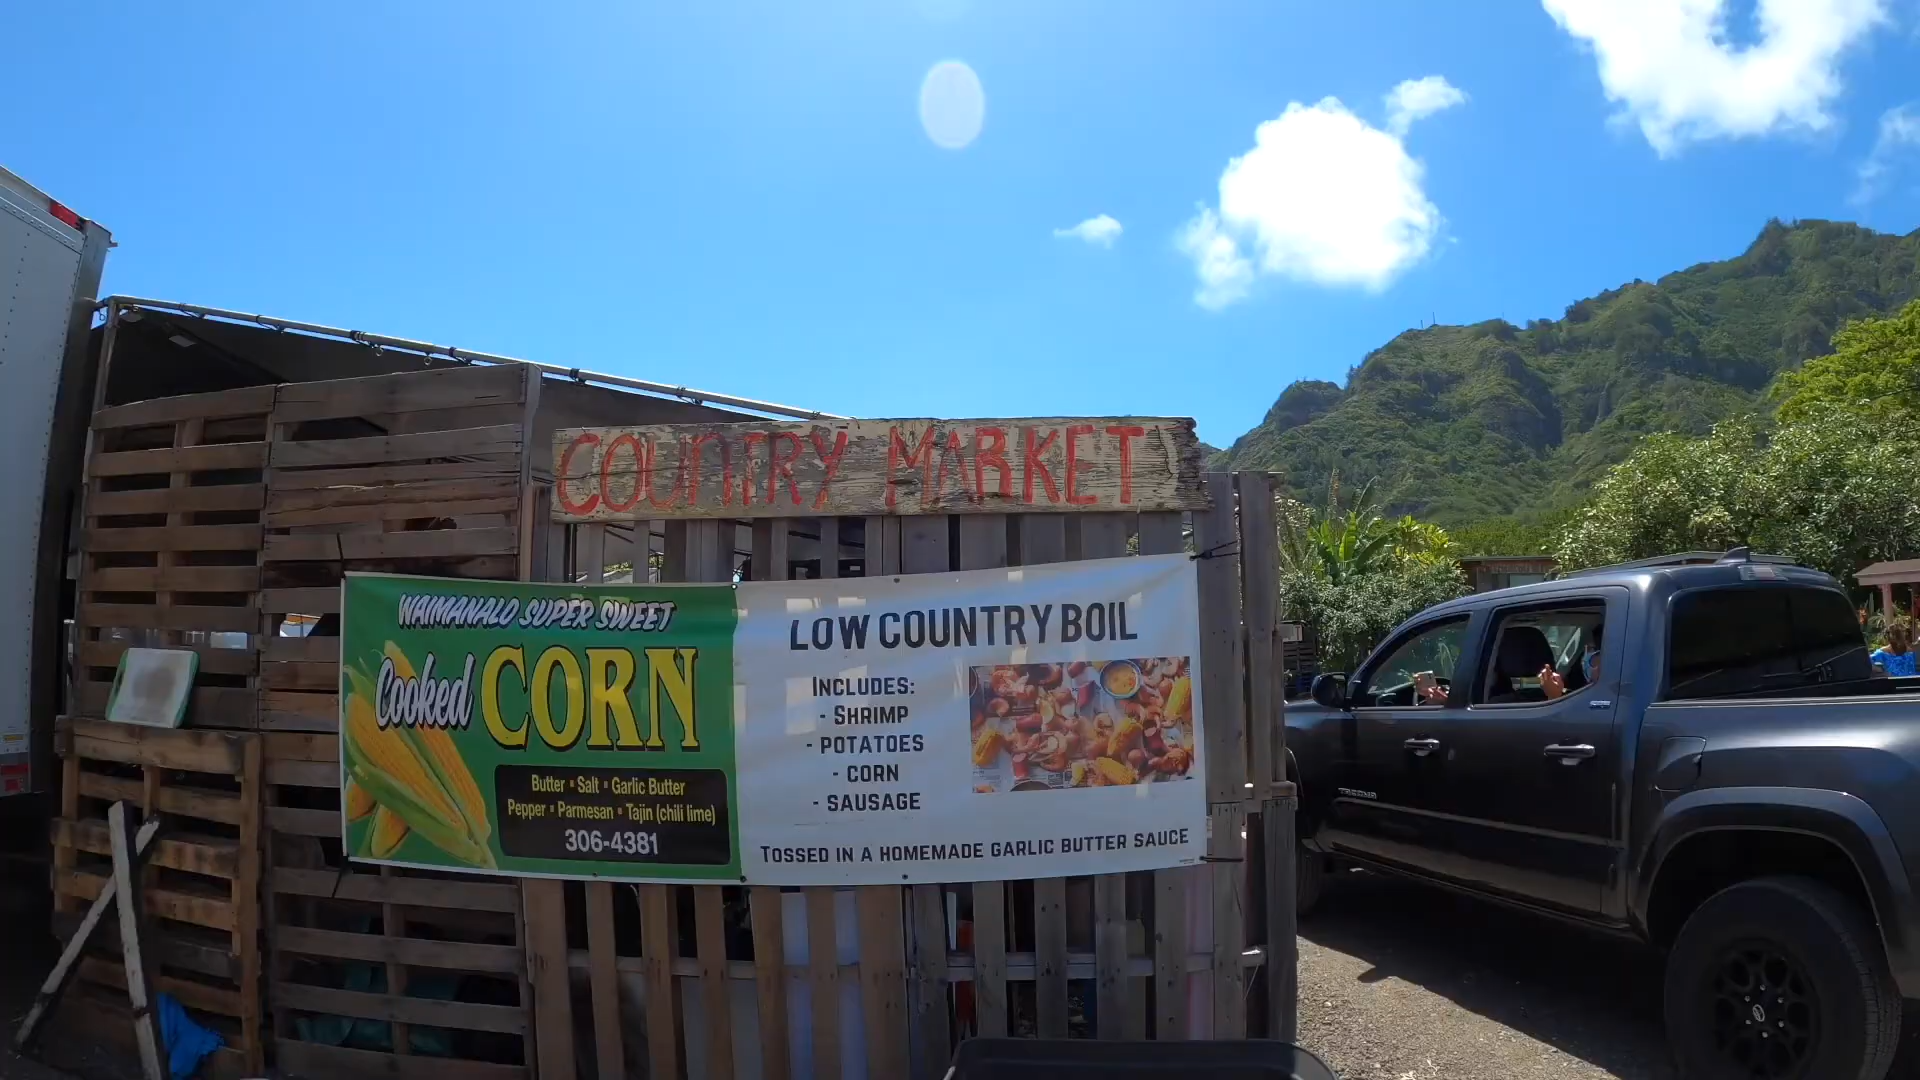 COUNTRY MARKET
WAIMANALO SUPER SWEET
Cooked CORN
Butter ▪ Salt ▪ Garlic Butter
Pepper ▪ Parmesan ▪ Tajin (chili lime)
306-4381
LOW COUNTRY BOIL
INCLUDES:
- SHRIMP
- POTATOES
- CORN
- SAUSAGE
TOSSED IN A HOMEMADE GARLIC BUTTER SAUCE
TACOMA